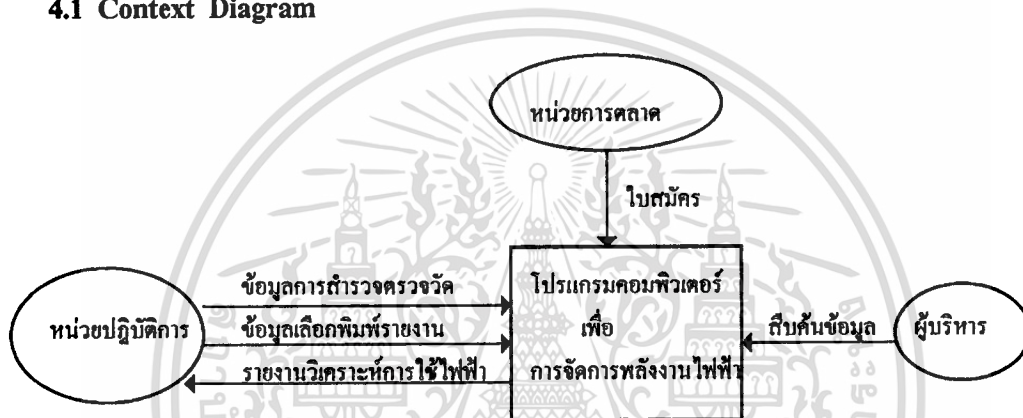 4.1 Context Diagram
หน่วยการตลาด
ใบสมัคร
ข้อมูลการสำรวจตรวจวัด
โปรแกรมคอมพิวเตอร์
หน่วยปฎิบัติการ
ข้อมูลเลือกพิมพ์รายงาน
เพื่อ
สืบค้นข้อมูล
ผู้บริหาร
รายงานวิเคราะห์การใช้ไฟฟ้า
การจัดการพลังงานไฟฟ้า